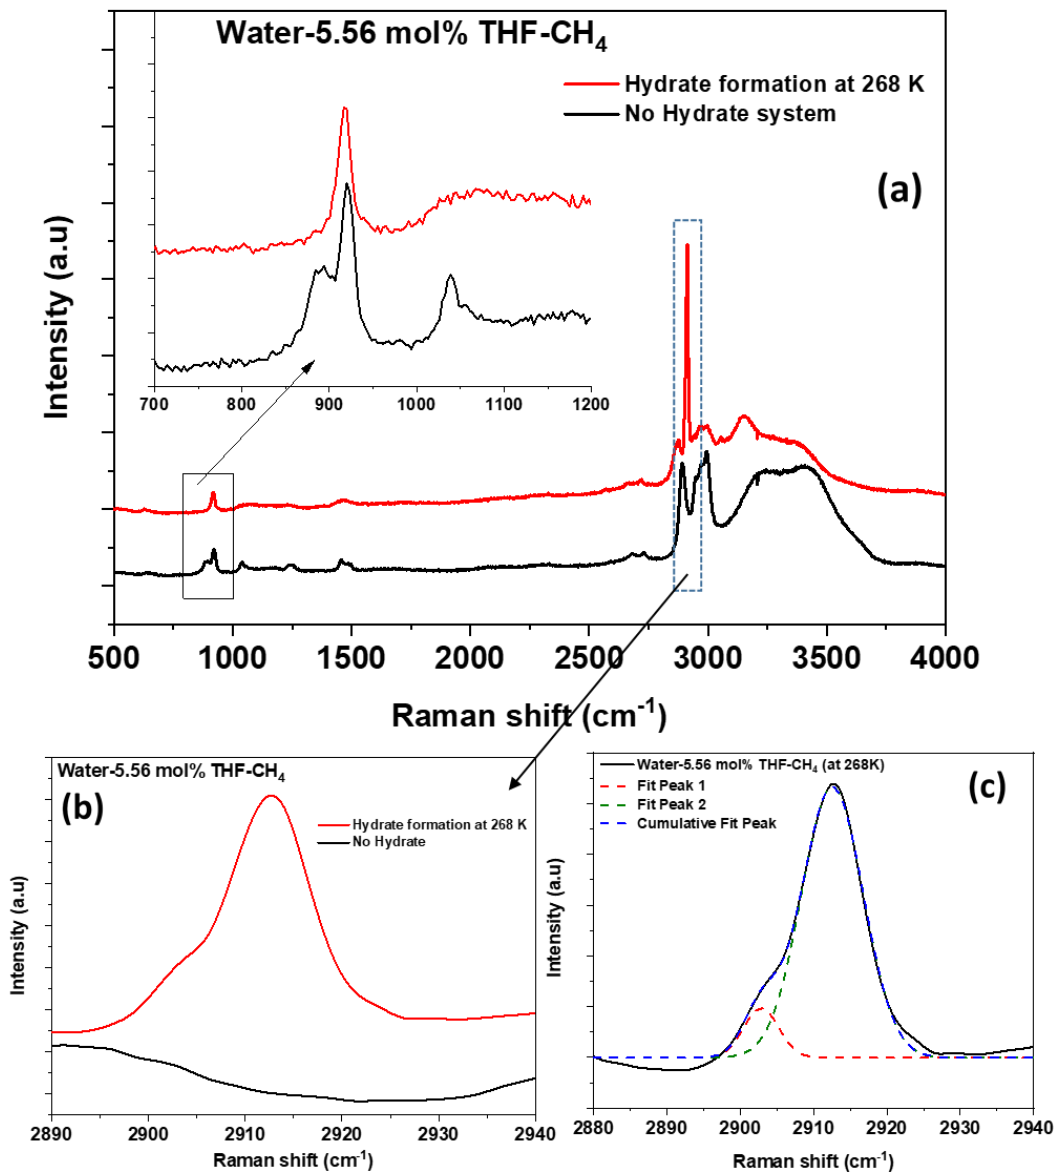 Water-5.56 mol% THF-CH4
Hydrate formation at 268 K
No Hydrate system
(a)
Intensity (a.u)
700 800 900 1000 1100 1200
500 1000 1500 2000 2500 3000 3500 4000
Raman shift (cm-1)
Water-5.56 mol% THF-CH4
(b)
Hydrate formation at 268 K
No Hydrate
Intensity (a.u)
2890 2900 2910 2920 2930 2940
Raman shift (cm-1)
Water-5.56 mol% THF-CH4 (at 268K)
Fit Peak 1
Fit Peak 2
Cumulative Fit Peak
(c)
Intensity (a.u)
2880 2890 2900 2910 2920 2930 2940
Raman shift (cm-1)